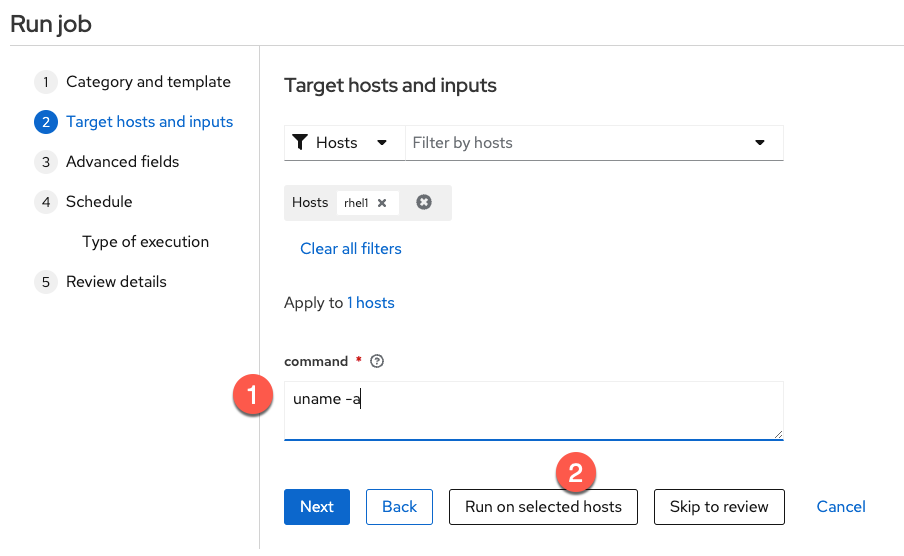 Run job
1 Category and template
2 Target hosts and inputs
3 Advanced fields
4 Schedule
Type of execution
5 Review details
Target hosts and inputs
Hosts Filter by hosts
Hosts rhel1
Clear all filters
Apply to 1 hosts
command * ?
1
uname -a
2
Next Back Run on selected hosts Skip to review Cancel